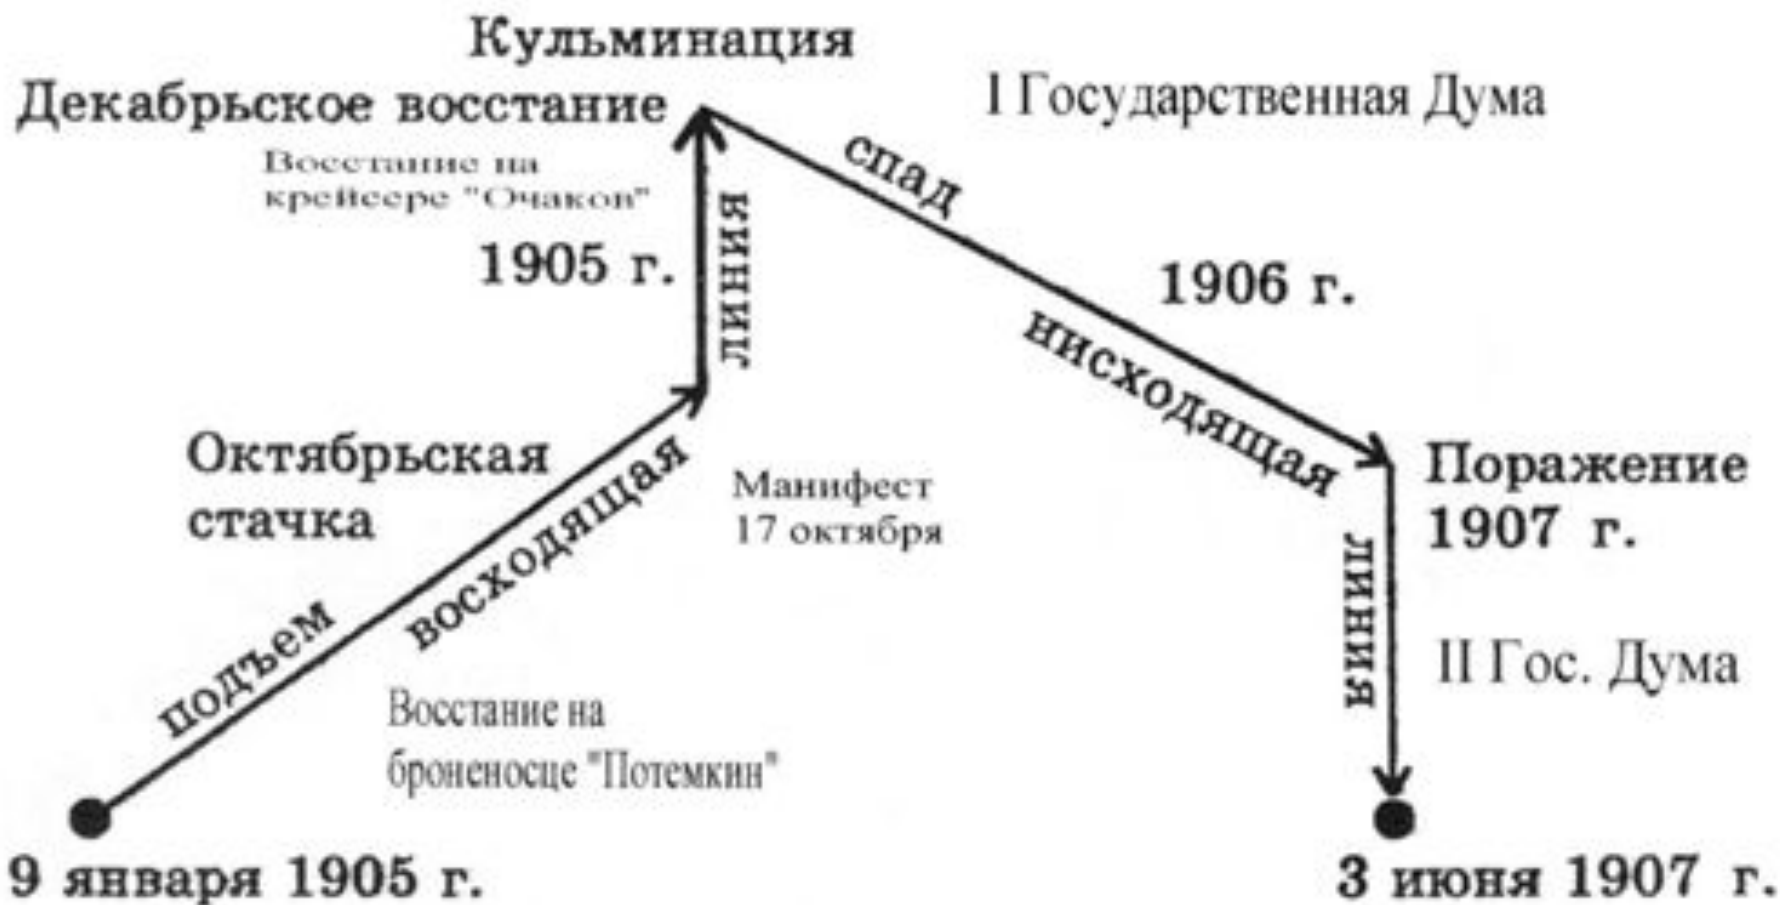 Кульминация
Декабрьское восстание
I Государственная Дума
Восстание на
крейсере "Очаков"
спад
линия
1905 г.
1906 г.
нисходящая
Октябрьская
стачка
восходящая
Манифест
17 октября
Поражение
1907 г.
линия
подъем
Восстание на
броненосце "Потемкин"
II Гос. Дума
9 января 1905 г.
3 июня 1907 г.